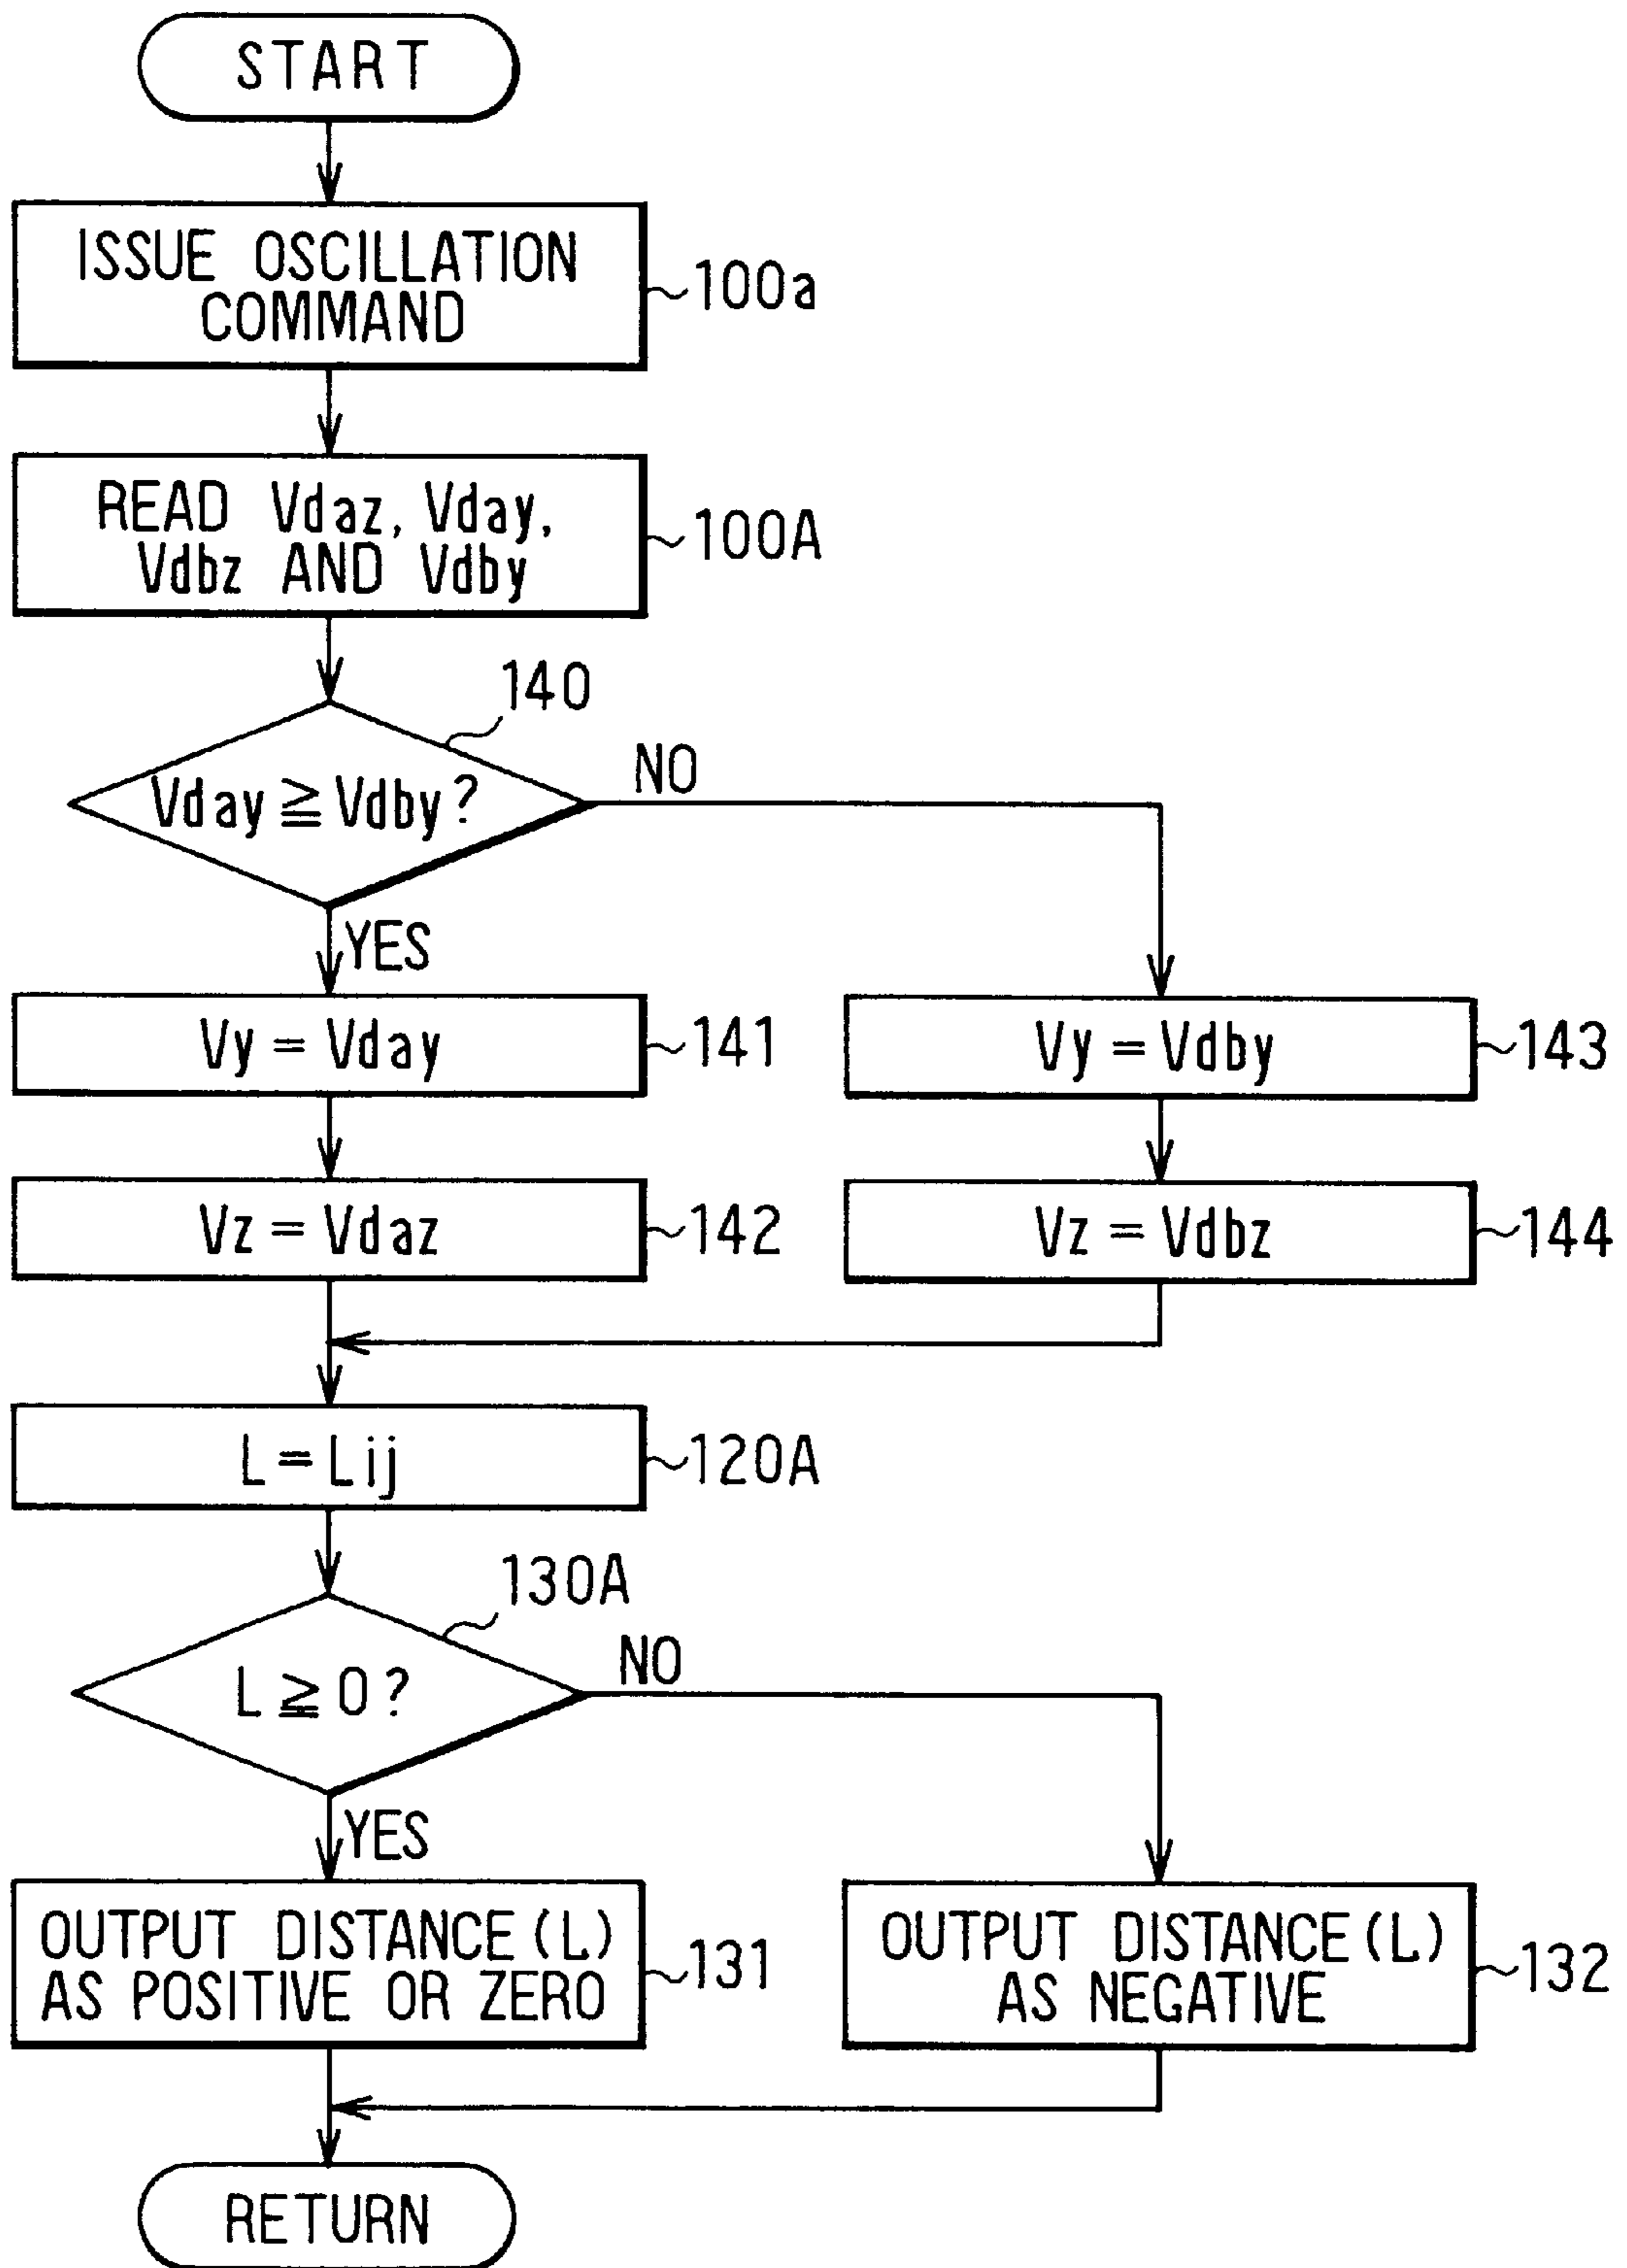 START
ISSUE OSCILLATION
COMMAND
100a
READ Vdaz, Vday,
Vdbz AND Vdby
100A
140
Vday ≧ Vdby?
NO
YES
Vy = Vday
141
Vy = Vdby
143
Vz = Vdaz
142
Vz = Vdbz
144
L = Lij
120A
130A
L ≧ 0?
NO
YES
OUTPUT DISTANCE (L)
AS POSITIVE OR ZERO
131
OUTPUT DISTANCE (L)
AS NEGATIVE
132
RETURN